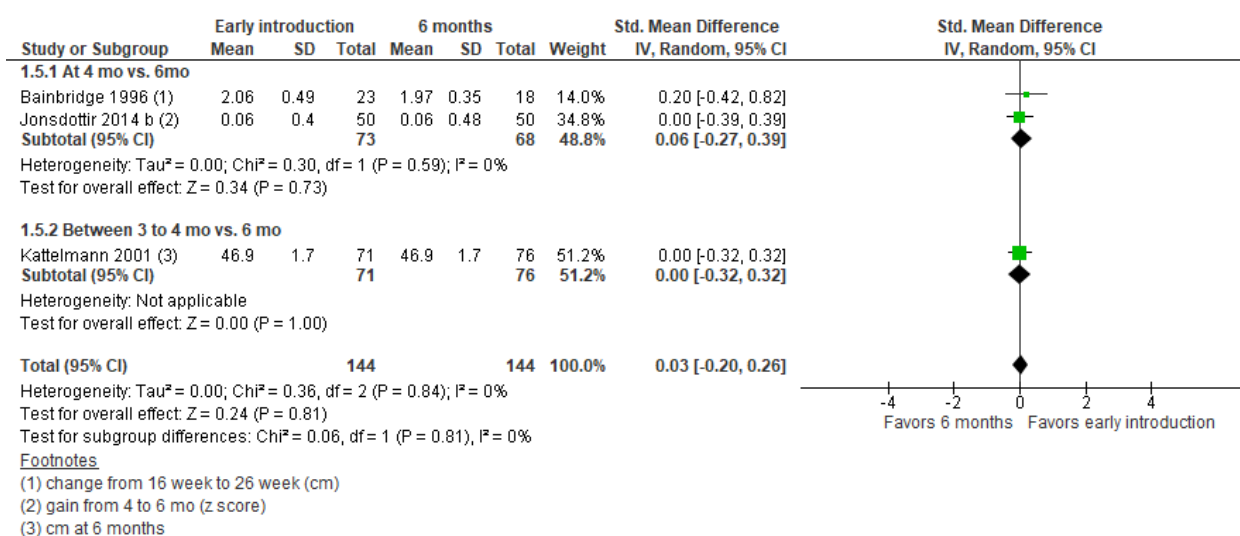 Early introduction 6 months Std. Mean Difference Std. Mean Difference
Study or Subgroup Mean SD Total Mean SD Total Weight IV, Random, 95% CI IV, Random, 95% CI
1.5.1 At 4 mo vs. 6mo
Bainbridge 1996 (1) 2.06 0.49 23 1.97 0.35 18 14.0% 0.20 [-0.42, 0.82]
Jonsdottir 2014 b (2) 0.06 0.4 50 0.06 0.48 50 34.8% 0.00 [-0.39, 0.39]
Subtotal (95% CI) 73 68 48.8% 0.06 [-0.27, 0.39]
Heterogeneity: Tau² = 0.00; Chi² = 0.30, df = 1 (P = 0.59); I² = 0%
Test for overall effect: Z = 0.34 (P = 0.73)
1.5.2 Between 3 to 4 mo vs. 6 mo
Kattelmann 2001 (3) 46.9 1.7 71 46.9 1.7 76 51.2% 0.00 [-0.32, 0.32]
Subtotal (95% CI) 71 76 51.2% 0.00 [-0.32, 0.32]
Heterogeneity: Not applicable
Test for overall effect: Z = 0.00 (P = 1.00)
Total (95% CI) 144 144 100.0% 0.03 [-0.20, 0.26]
Heterogeneity: Tau² = 0.00; Chi² = 0.36, df = 2 (P = 0.84); I² = 0%
Test for overall effect: Z = 0.24 (P = 0.81)
Test for subgroup differences: Chi² = 0.06, df = 1 (P = 0.81), I² = 0%
-4 -2 0 2 4
Favors 6 months Favors early introduction
Footnotes
(1) change from 16 week to 26 week (cm)
(2) gain from 4 to 6 mo (z score)
(3) cm at 6 months